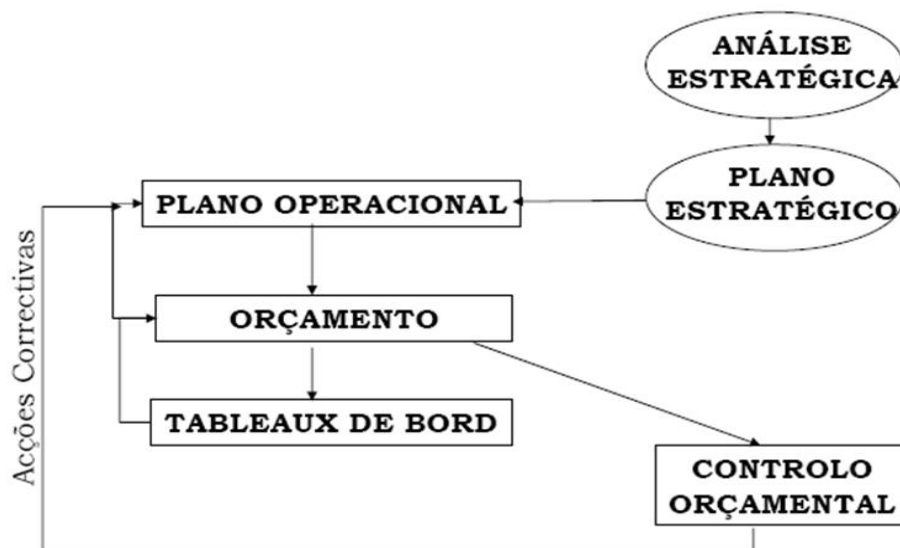 ANÁLISE
ESTRATÉGICA
PLANO
ESTRATÉGICO
PLANO OPERACIONAL
ORÇAMENTO
TABLEAUX DE BORD
CONTROLO
ORÇAMENTAL
Acções Correctivas